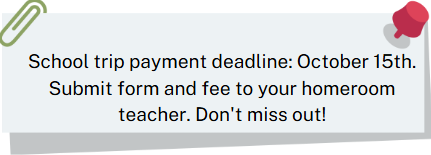 School trip payment deadline: October 15th.
Submit form and fee to your homeroom
teacher. Don't miss out!